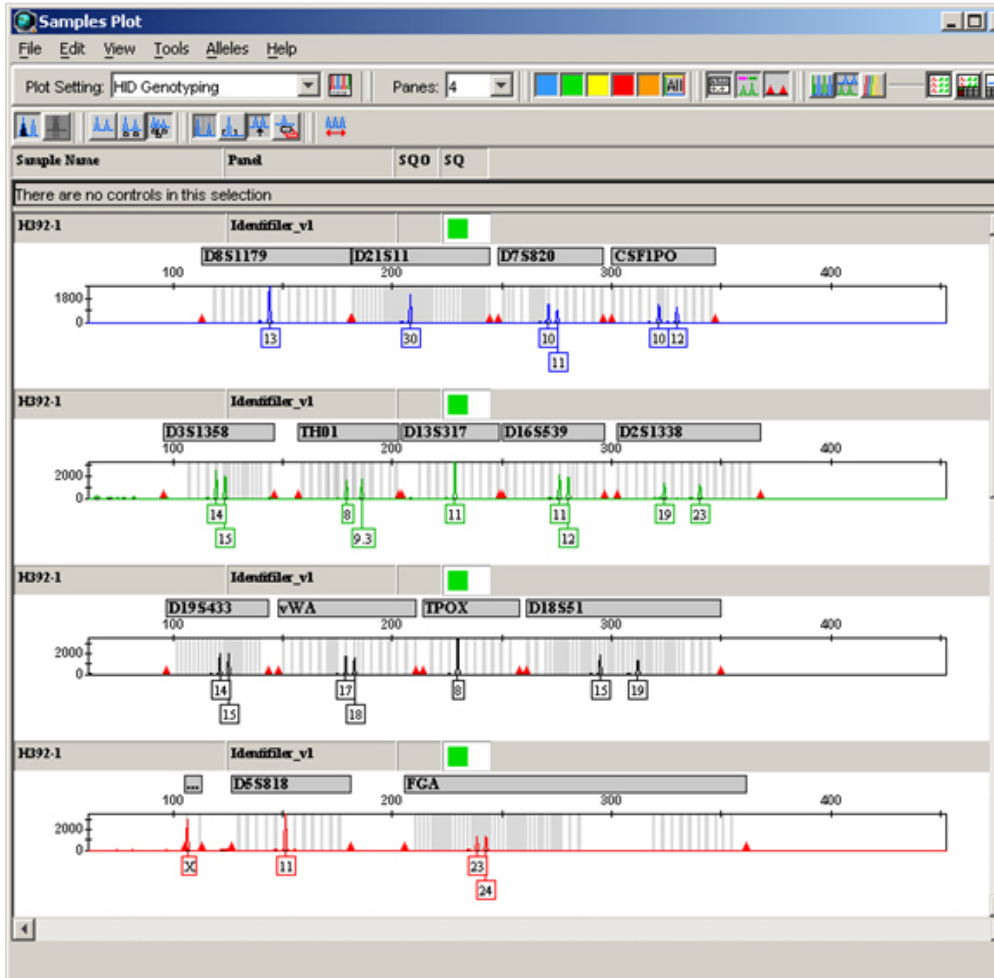 Samples Plot
File Edit View Tools Alleles Help
Plot Setting: HID Genotyping Panes: 4 All
Sample Name Panel SQO SQ
There are no controls in this selection
H392-1 Identifiler_v1
D8S1179 D21S11 D7S820 CSF1PO
100 200 300 400
1800
0
13 30 10 10 12
11
H392-1 Identifiler_v1
D3S1358 TH01 D13S317 D16S539 D2S1338
100 200 300 400
2000
0
14 8 11 11 19 23
15 9.3 12
H392-1 Identifiler_v1
D19S433 vWA TPOX D18S51
100 200 300 400
2000
0
14 17 8 15 19
15 18
H392-1 Identifiler_v1
... D5S818 FGA
100 200 300 400
2000
0
11 23
24